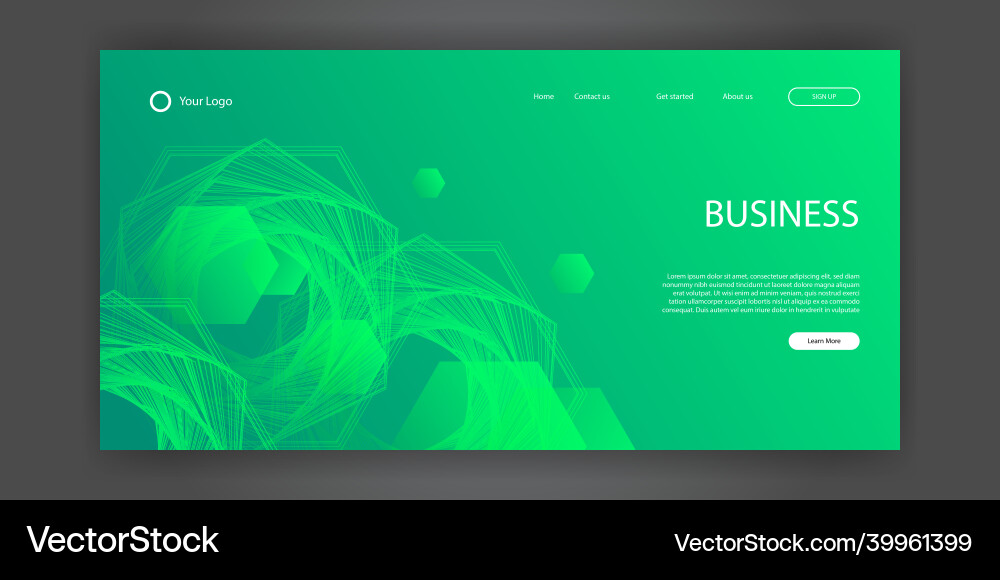 Your Logo
Home Contact us Get started About us SIGN UP
BUSINESS
Lorem ipsum dolor sit amet, consectetuer adipiscing elit, sed diam
nonummy nibh euismod tincidunt ut laoreet dolore magna aliquam
erat volutpat. Ut wisi enim ad minim veniam, quis nostrud exerci
tation ullamcorper suscipit lobortis nisl ut aliquip ex ea commodo
consequat. Duis autem vel eum iriure dolor in hendrerit in vulputate
Learn More
VectorStock
VectorStock.com/39961399